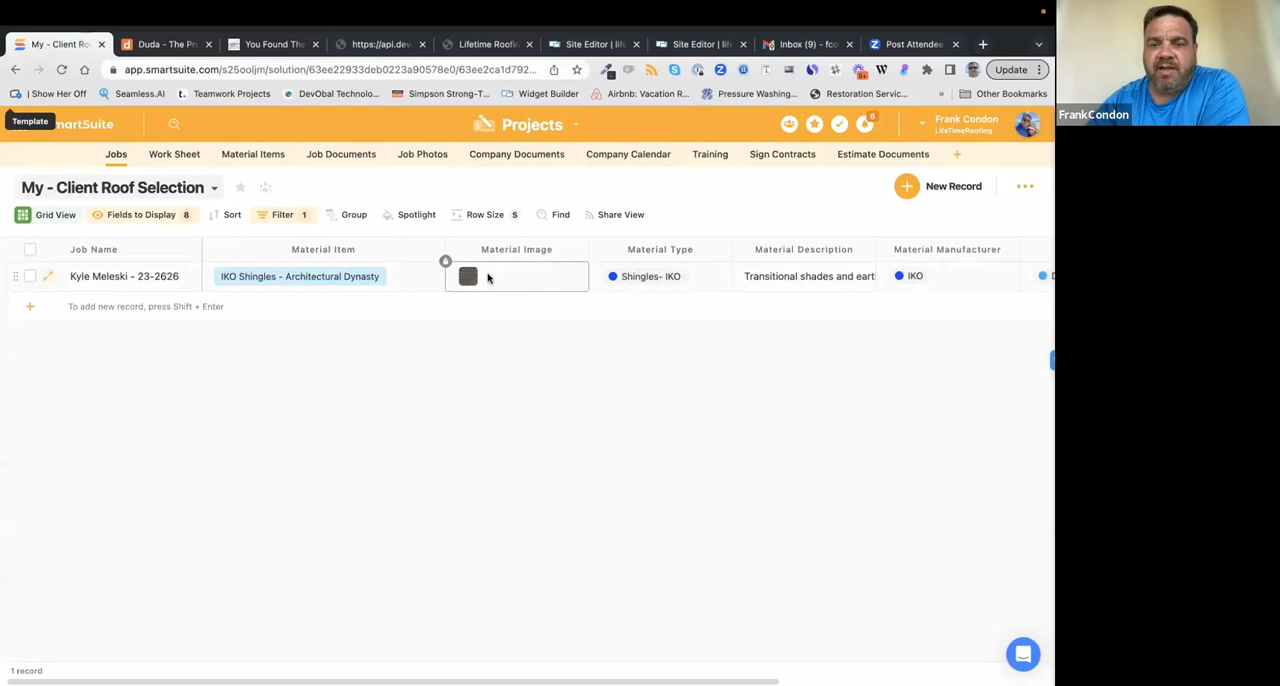 My - Client Roo
Duda - The Pr
You Found The
https://api.dev
Lifetime Roofin
Site Editor | life
Site Editor | life
Inbox (9) - fco
Post Attendee
app.smartsuite.com/s25ooljm/solution/63ee22933deb0223a90578e0/63ee2ca1d792...
Update
| Show Her Off
Seamless.AI
Teamwork Projects
DevObal Technolo...
Simpson Strong-T...
Widget Builder
Airbnb: Vacation R...
Pressure Washing...
Restoration Servic...
»
Other Bookmarks
Template
martSuite
Projects
6
Frank Condon
LifeTimeRoofing
FrankCondon
Jobs
Work Sheet
Material Items
Job Documents
Job Photos
Company Documents
Company Calendar
Training
Sign Contracts
Estimate Documents
My - Client Roof Selection
New Record
Grid View
Fields to Display 8
Sort
Filter 1
Group
Spotlight
Row Size S
Find
Share View
Job Name
Material Item
Material Image
Material Type
Material Description
Material Manufacturer
Kyle Meleski - 23-2626
IKO Shingles - Architectural Dynasty
Shingles- IKO
Transitional shades and eart
IKO
To add new record, press Shift + Enter
1 record